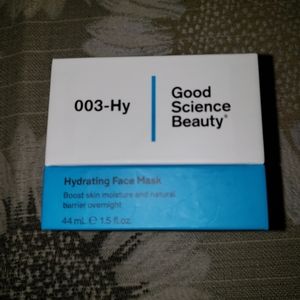 003-Hy
Good
Science
Beauty®
Hydrating Face Mask
Boost skin moisture and natural
barrier overnight
44 mL ℮ 1.5 fl.oz.